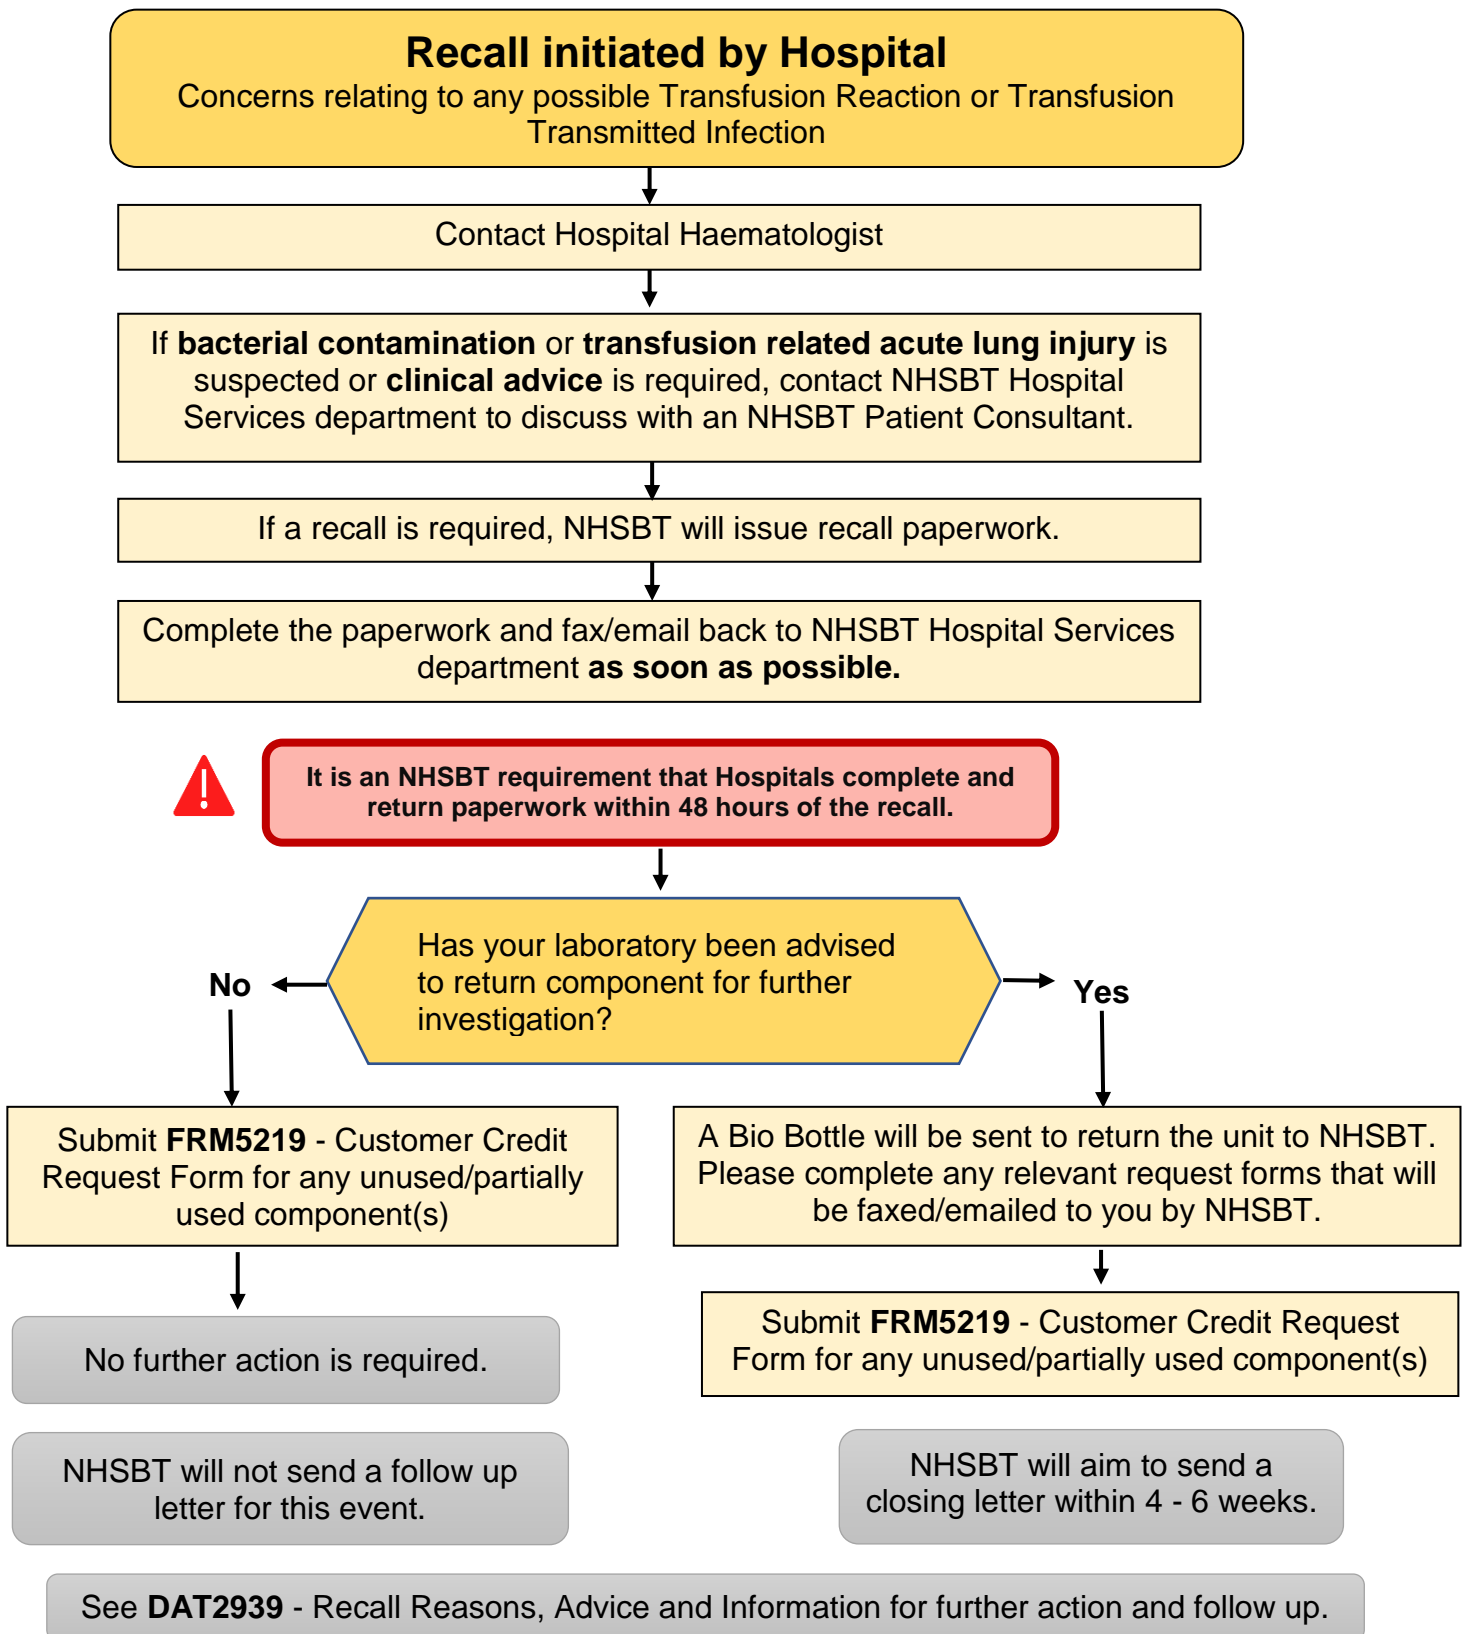 Recall initiated by Hospital
Concerns relating to any possible Transfusion Reaction or Transfusion
Transmitted Infection
Contact Hospital Haematologist
If bacterial contamination or transfusion related acute lung injury is
suspected or clinical advice is required, contact NHSBT Hospital
Services department to discuss with an NHSBT Patient Consultant.
If a recall is required, NHSBT will issue recall paperwork.
Complete the paperwork and fax/email back to NHSBT Hospital Services
department as soon as possible.
It is an NHSBT requirement that Hospitals complete and
return paperwork within 48 hours of the recall.
Has your laboratory been advised
to return component for further
investigation?
No
Yes
Submit FRM5219 - Customer Credit
Request Form for any unused/partially
used component(s)
A Bio Bottle will be sent to return the unit to NHSBT.
Please complete any relevant request forms that will
be faxed/emailed to you by NHSBT.
No further action is required.
Submit FRM5219 - Customer Credit Request
Form for any unused/partially used component(s)
NHSBT will not send a follow up
letter for this event.
NHSBT will aim to send a
closing letter within 4 - 6 weeks.
See DAT2939 - Recall Reasons, Advice and Information for further action and follow up.